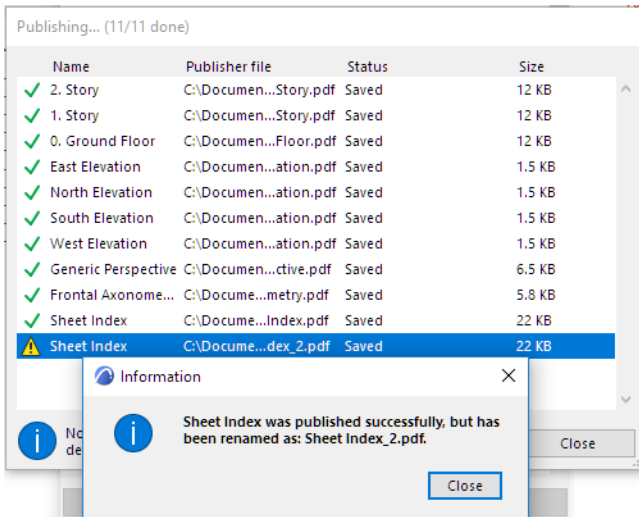 Publishing... (11/11 done)
Name Publisher file Status Size
2. Story C:\Documen...Story.pdf Saved 12 KB
1. Story C:\Documen...Story.pdf Saved 12 KB
0. Ground Floor C:\Documen...Floor.pdf Saved 12 KB
East Elevation C:\Documen...ation.pdf Saved 1.5 KB
North Elevation C:\Documen...ation.pdf Saved 1.5 KB
South Elevation C:\Documen...ation.pdf Saved 1.5 KB
West Elevation C:\Documen...ation.pdf Saved 1.5 KB
Generic Perspective C:\Documen...ctive.pdf Saved 6.5 KB
Frontal Axonome... C:\Docume...metry.pdf Saved 5.8 KB
Sheet Index C:\Docume...Index.pdf Saved 22 KB
Sheet Index C:\Docume...dex_2.pdf Saved 22 KB
Information
Sheet Index was published successfully, but has
been renamed as: Sheet Index_2.pdf.
Close
Close